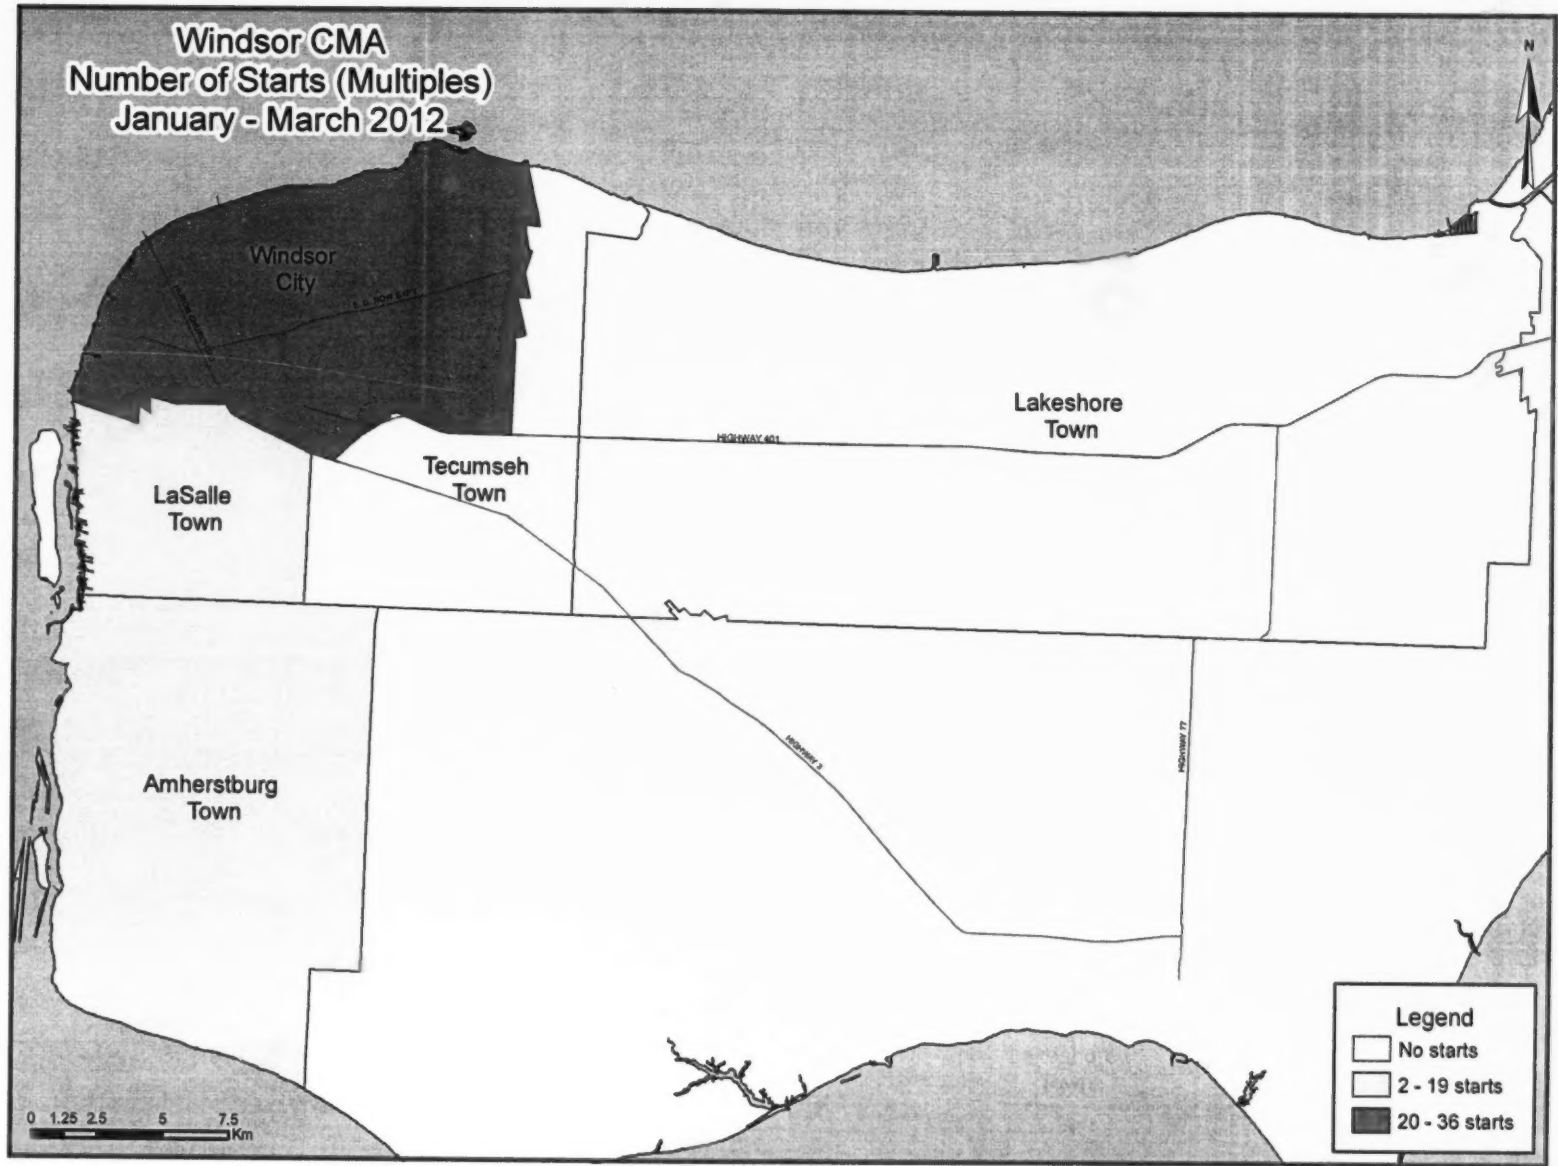 Windsor CMA
Number of Starts (Multiples)
January - March 2012
N
Windsor
City
Lakeshore
Town
HIGHWAY 401
Tecumseh
Town
LaSalle
Town
HIGHWAY 77
HIGHWAY 3
Amherstburg
Town
Legend
No starts
2 - 19 starts
20 - 36 starts
0 1.25 2.5 5 7.5
Km